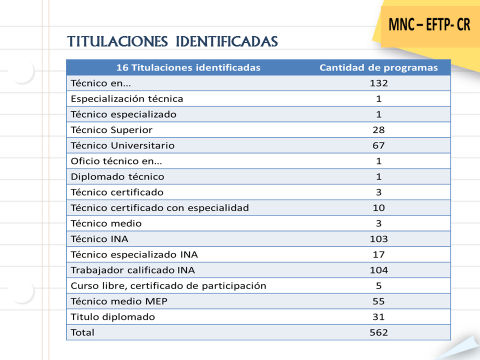 MNC – EFTP- CR
TITULACIONES IDENTIFICADAS
16 Titulaciones identificadas Cantidad de programas
Técnico en... 132
Especialización técnica 1
Técnico especializado 1
Técnico Superior 28
Técnico Universitario 67
Oficio técnico en... 1
Diplomado técnico 1
Técnico certificado 3
Técnico certificado con especialidad 10
Técnico medio 3
Técnico INA 103
Técnico especializado INA 17
Trabajador calificado INA 104
Curso libre, certificado de participación 5
Técnico medio MEP 55
Titulo diplomado 31
Total 562